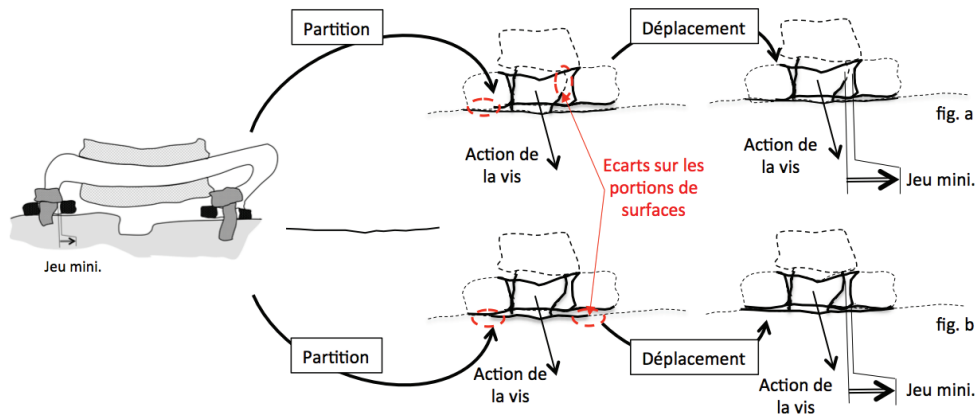 Partition
Déplacement
fig. a
Action de
la vis
Action de
la vis
Ecarts sur les
portions de
surfaces
Jeu mini.
Jeu mini.
Partition
Déplacement
fig. b
Action de
la vis
Action de
la vis
Jeu mini.